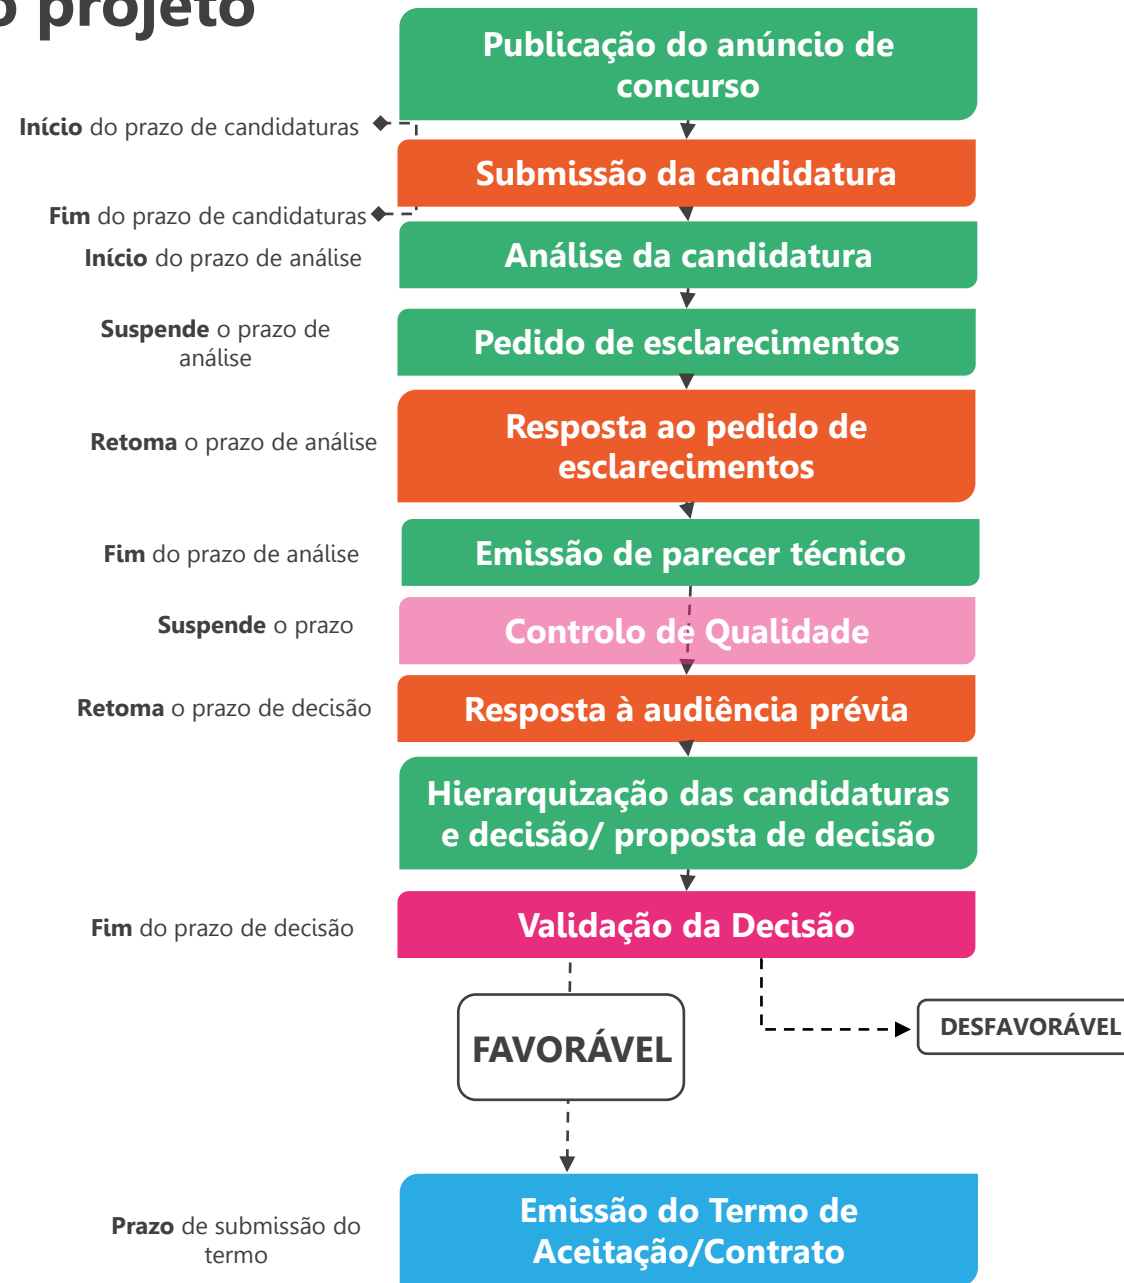 o projeto
Publicação do anúncio de
concurso
Início do prazo de candidaturas
Submissão da candidatura
Fim do prazo de candidaturas
Início do prazo de análise
Análise da candidatura
Suspende o prazo de
análise
Pedido de esclarecimentos
Retoma o prazo de análise
Resposta ao pedido de
esclarecimentos
Fim do prazo de análise
Emissão de parecer técnico
Suspende o prazo
Controlo de Qualidade
Retoma o prazo de decisão
Resposta à audiência prévia
Hierarquização das candidaturas
e decisão/ proposta de decisão
Fim do prazo de decisão
Validação da Decisão
FAVORÁVEL
DESFAVORÁVEL
Prazo de submissão do
termo
Emissão do Termo de
Aceitação/Contrato